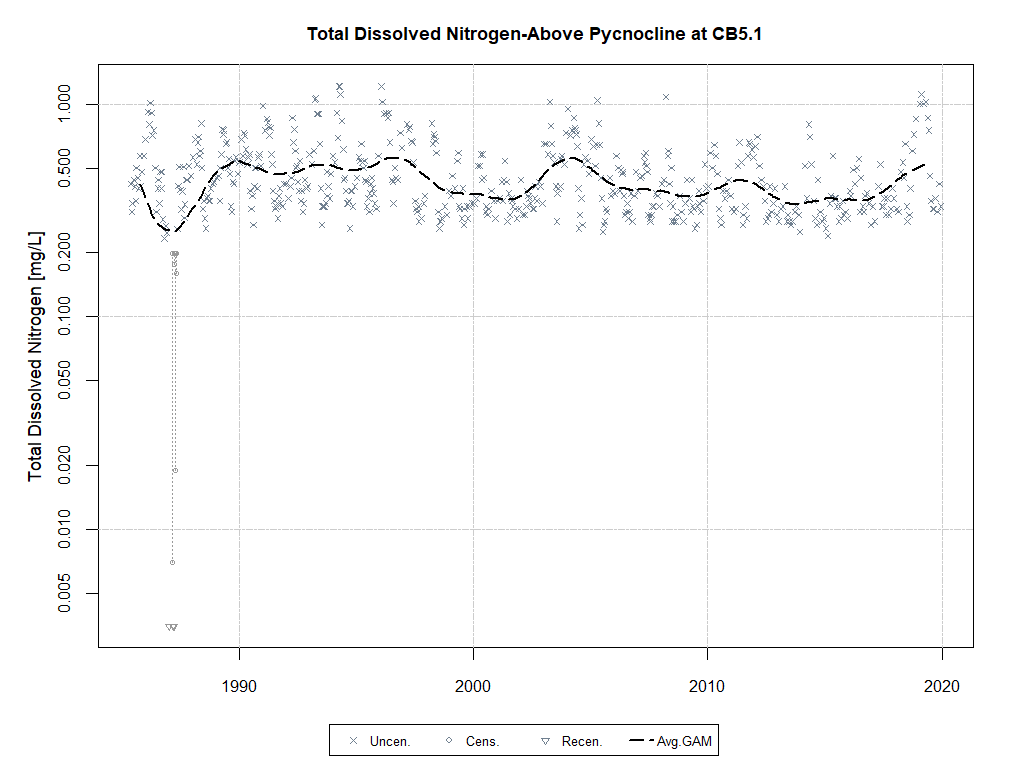 Total Dissolved Nitrogen-Above Pycnocline at CB5.1
Total Dissolved Nitrogen [mg/L]
1.000
0.500
0.200
0.100
0.050
0.020
0.010
0.005
1990 2000 2010 2020
Uncen. Cens. Recen. Avg.GAM